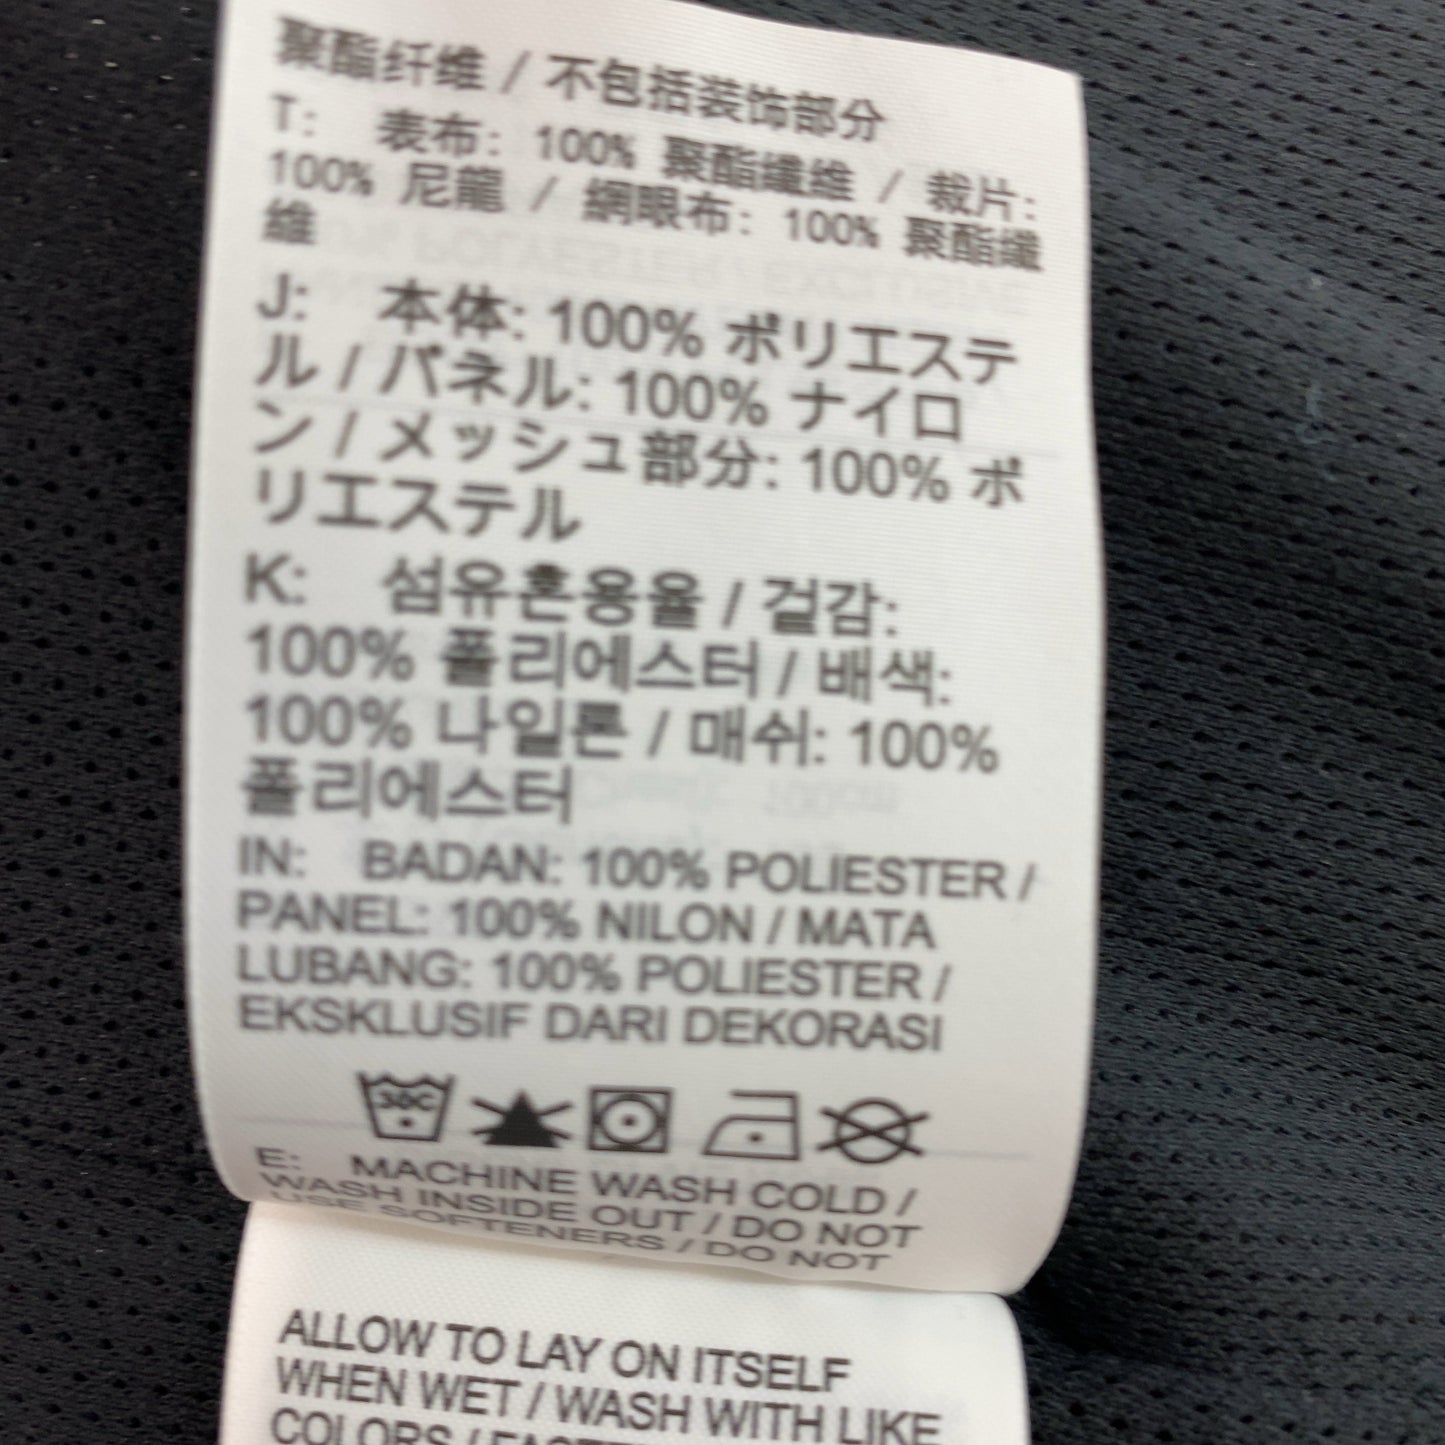 聚酯纤维 / 不包括装饰部分
T: 表布: 100% 聚酯纖維 / 裁片:
100% 尼龍 / 網眼布: 100% 聚酯纖
維
J: 本体: 100% ポリエステ
ル / パネル: 100% ナイロ
ン / メッシュ部分: 100% ポ
リエステル
K: 섬유혼용율 / 겉감:
100% 폴리에스터 / 배색:
100% 나일론 / 매쉬: 100%
폴리에스터
IN: BADAN: 100% POLIESTER /
PANEL: 100% NILON / MATA
LUBANG: 100% POLIESTER /
EKSKLUSIF DARI DEKORASI
30C
E: MACHINE WASH COLD /
WASH INSIDE OUT / DO NOT
USE SOFTENERS / DO NOT
ALLOW TO LAY ON ITSELF
WHEN WET / WASH WITH LIKE
COLORS /